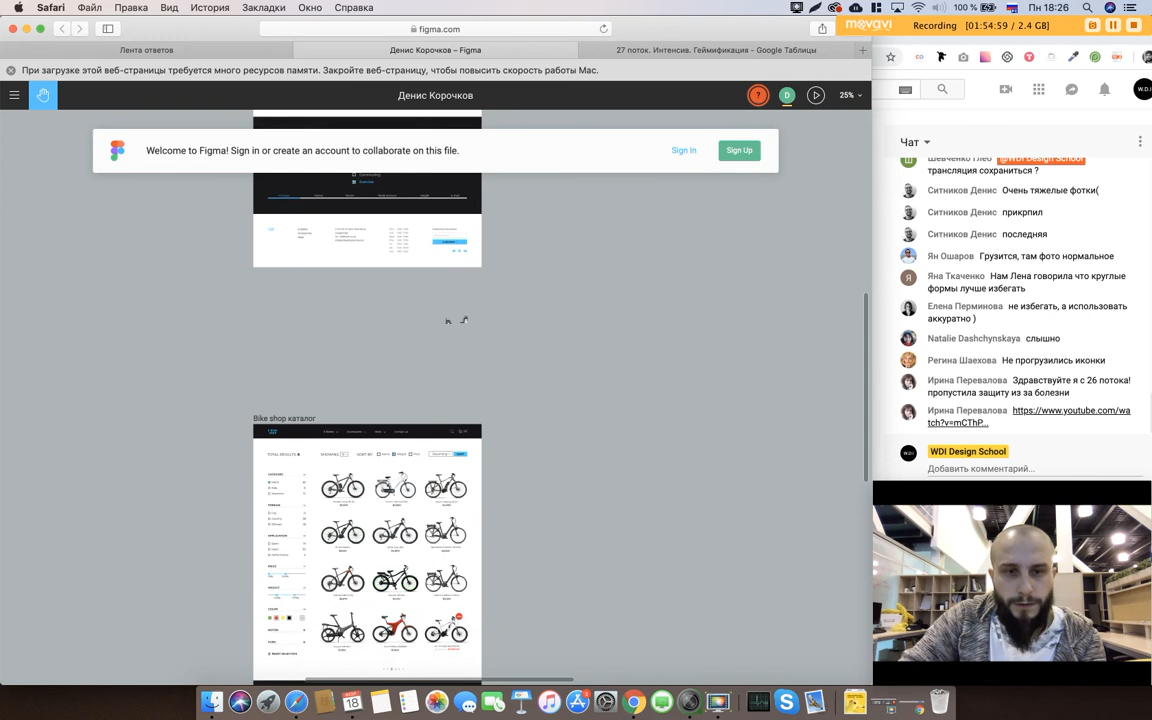 Safari Файл Правка Вид История Закладки Окно Справка
100 % Пн 18:26
movavi Recording [01:54:59 / 2.4 GB]
figma.com
Лента ответов
Денис Корочков – Figma
27 поток. Интенсив. Геймификация - Google Таблицы
При загрузке этой веб-страницы требуется много ресурсов памяти. Закройте веб-страницу, чтобы повысить скорость работы Mac.
Денис Корочков
? D 25%
Welcome to Figma! Sign in or create an account to collaborate on this file.
Sign In
Sign Up
Bike shop каталог
TOTAL RESULTS
SORT BY
W.D.I
Чат
Шевченко Глеб @WDI Design School
трансляция сохраниться ?
Ситников Денис Очень тяжелые фотки(
Ситников Денис прикрпил
Ситников Денис последняя
Ян Ошаров Грузится, там фото нормальное
Яна Ткаченко Нам Лена говорила что круглые
формы лучше избегать
Елена Перминова не избегать, а использовать
аккуратно )
Natalie Dashchynskaya слышно
Регина Шаехова Не прогрузились иконки
Ирина Перевалова Здравствуйте я с 26 потока!
пропустила защиту из за болезни
Ирина Перевалова https://www.youtube.com/wa
tch?v=mCThP...
WDI Design School
Добавить комментарий...
18